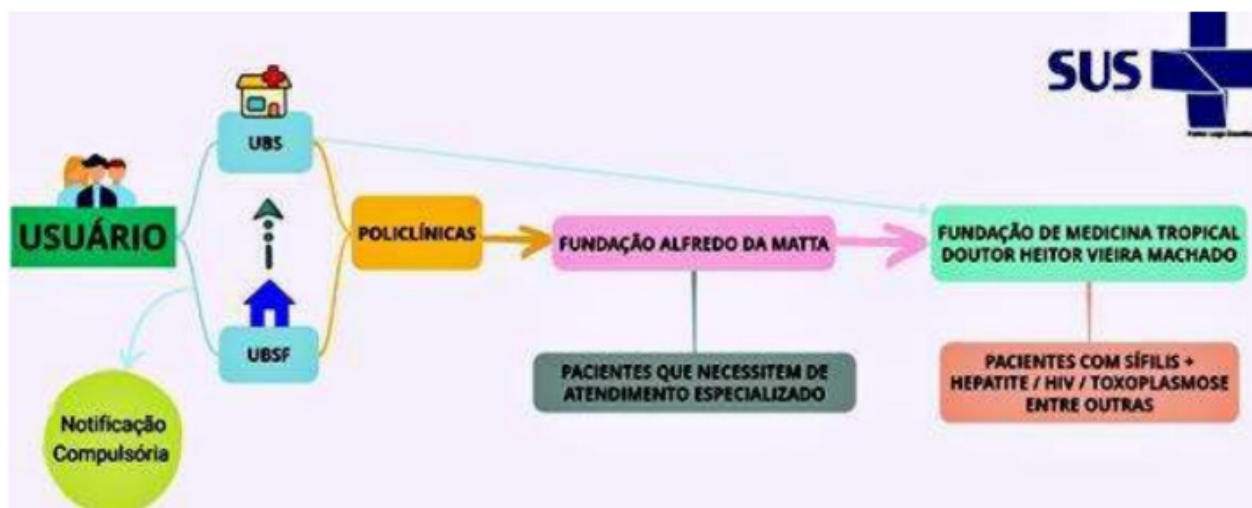 SUS
UBS
USUÁRIO
POLICLÍNICAS
FUNDAÇÃO ALFREDO DA MATTA
FUNDAÇÃO DE MEDICINA TROPICAL
DOUTOR HEITOR VIEIRA MACHADO
UBSF
PACIENTES QUE NECESSITEM DE
ATENDIMENTO ESPECIALIZADO
PACIENTES COM SÍFILIS +
HEPATITE / HIV / TOXOPLASMOSE
ENTRE OUTRAS
Notificação
Compulsória